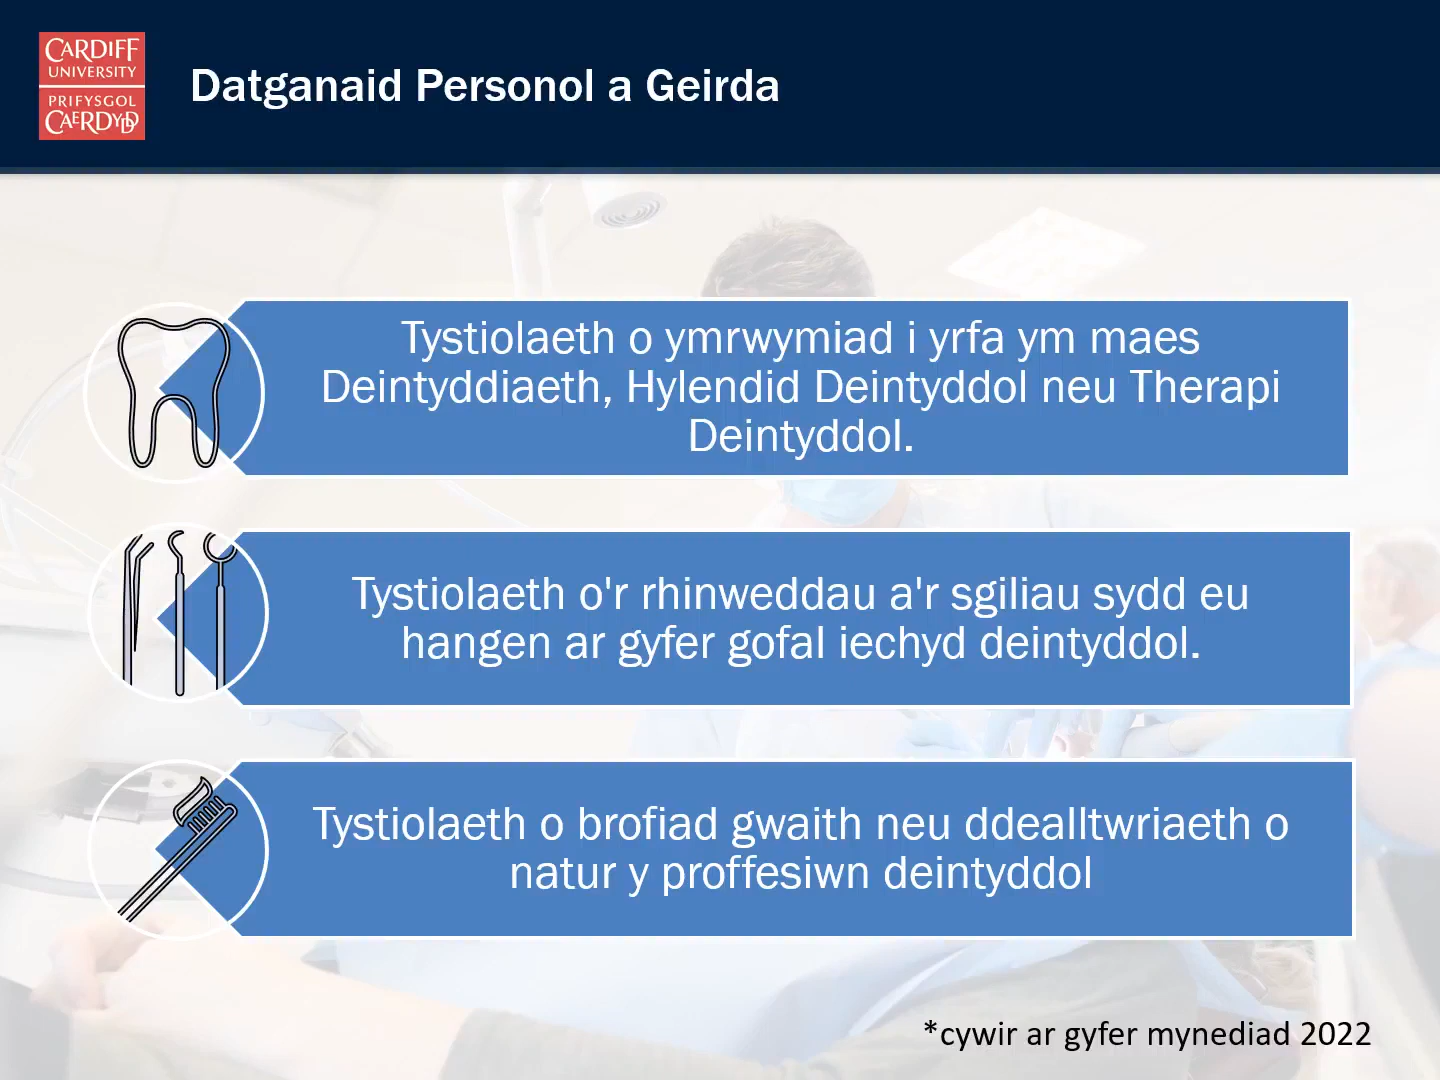 CARDIFF
UNIVERSITY
PRIFYSGOL
CAERDYDD
Datganaid Personol a Geirda
Tystiolaeth o ymrwymiad i yrfa ym maes
Deintyddiaeth, Hylendid Deintyddol neu Therapi
Deintyddol.
Tystiolaeth o'r rhinweddau a'r sgiliau sydd eu
hangen ar gyfer gofal iechyd deintyddol.
Tystiolaeth o brofiad gwaith neu ddealltwriaeth o
natur y proffesiwn deintyddol
*cywir ar gyfer mynediad 2022